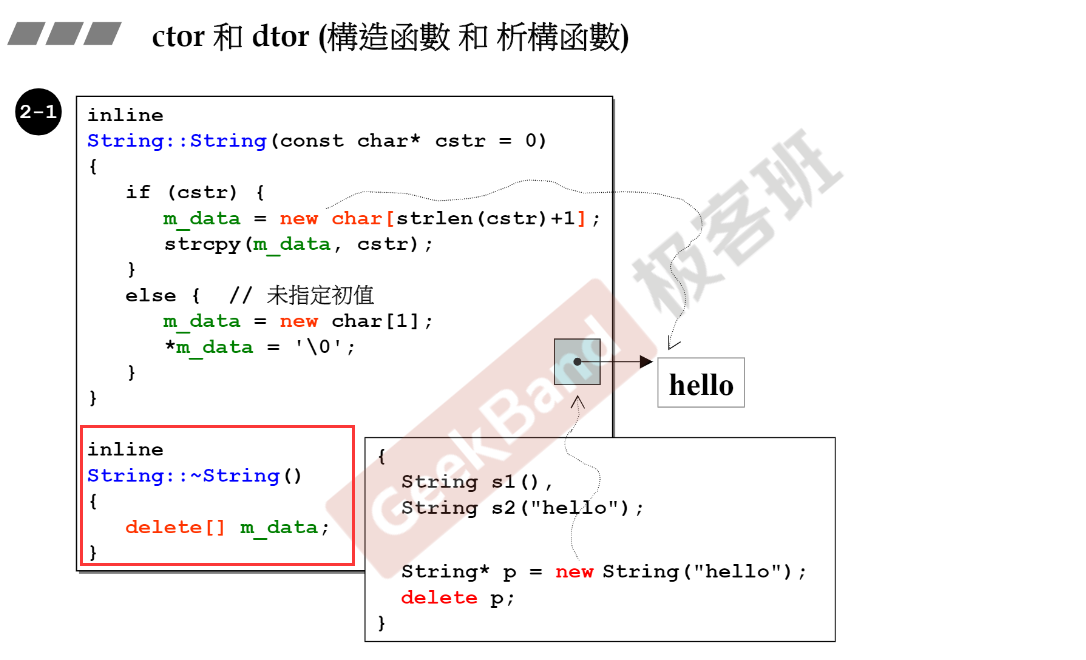 ctor 和 dtor (構造函數 和 析構函數)
2-1
inline
String::String(const char* cstr = 0)
{
   if (cstr) {
      m_data = new char[strlen(cstr)+1];
      strcpy(m_data, cstr);
   }
   else {  // 未指定初值
      m_data = new char[1];
      *m_data = '\0';
   }
}
inline
String::~String()
{
   delete[] m_data;
}
hello
{
  String s1(),
  String s2("hello");
  String* p = new String("hello");
  delete p;
}
GeekBand 极客班